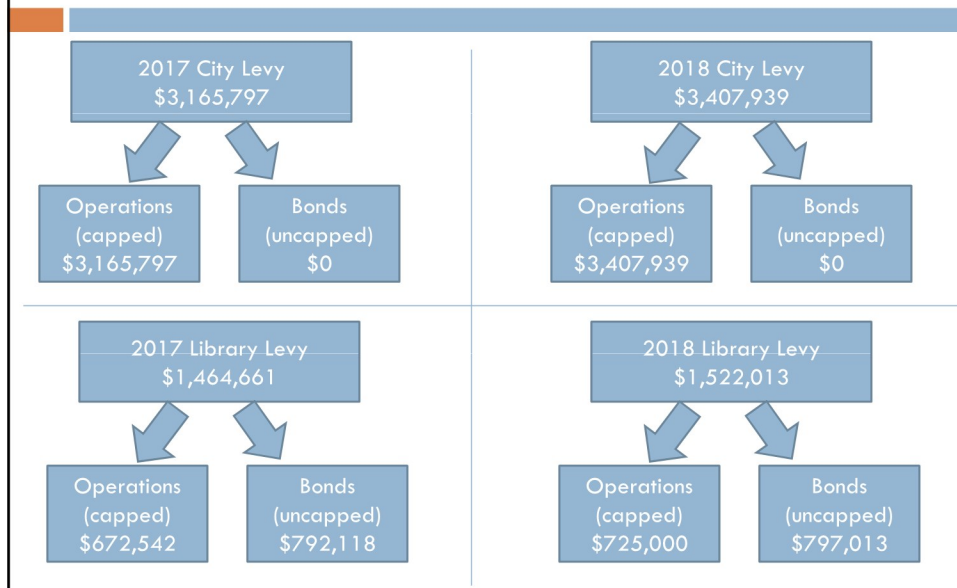 2017 City Levy
$3,165,797
Operations
(capped)
$3,165,797
Bonds
(uncapped)
$0
2018 City Levy
$3,407,939
Operations
(capped)
$3,407,939
Bonds
(uncapped)
$0
2017 Library Levy
$1,464,661
Operations
(capped)
$672,542
Bonds
(uncapped)
$792,118
2018 Library Levy
$1,522,013
Operations
(capped)
$725,000
Bonds
(uncapped)
$797,013